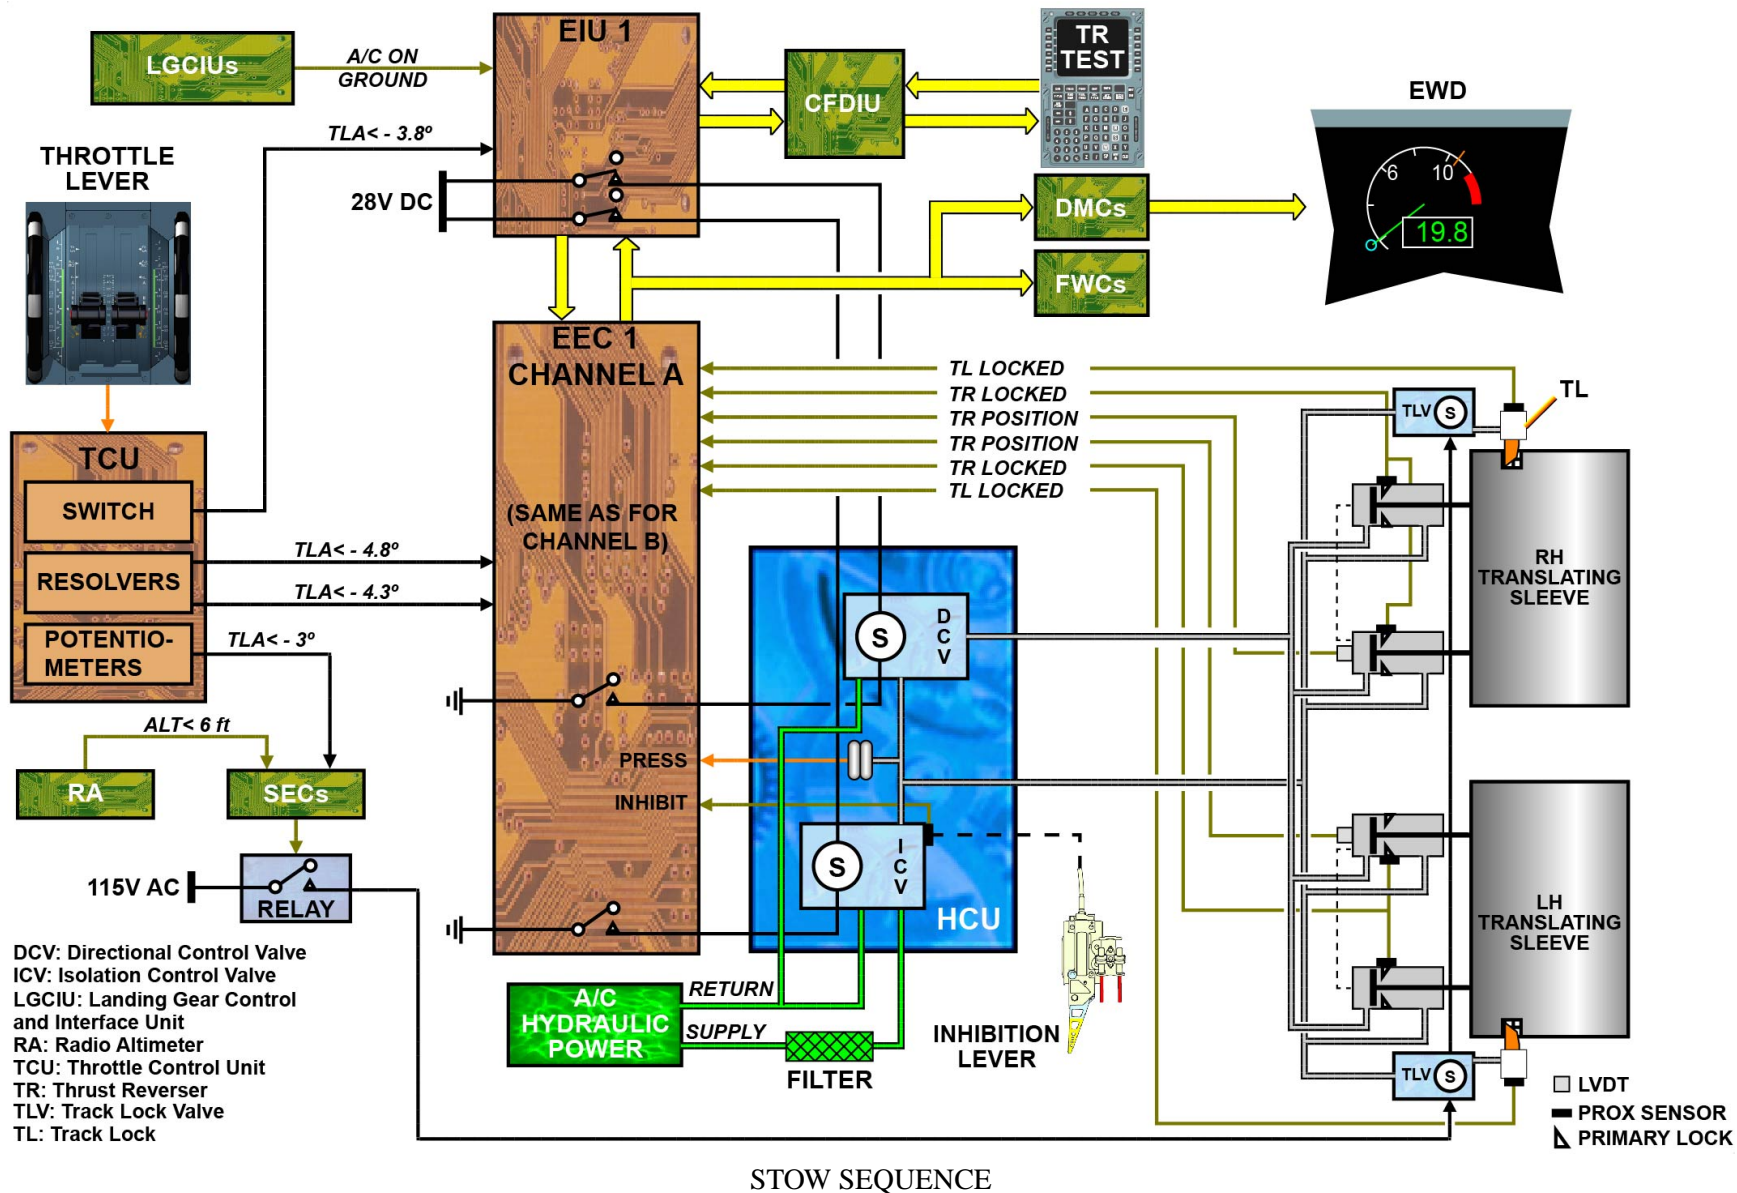 EIU 1
LGCIUs
A/C ON
GROUND
TR
TEST
CFDIU
EWD
TLA< - 3.8º
THROTTLE
LEVER
28V DC
DMCs
6
10
19.8
FWCs
EEC 1
CHANNEL A
TL LOCKED
TR LOCKED
TR POSITION
TR POSITION
TR LOCKED
TL LOCKED
TLV
S
TL
TCU
SWITCH
(SAME AS FOR
CHANNEL B)
TLA< - 4.8º
RESOLVERS
TLA< - 4.3º
RH
TRANSLATING
SLEEVE
POTENTIO-
METERS
TLA< - 3º
S
D
C
V
ALT< 6 ft
PRESS
RA
SECs
INHIBIT
S
I
C
V
115V AC
RELAY
HCU
LH
TRANSLATING
SLEEVE
DCV: Directional Control Valve
ICV: Isolation Control Valve
LGCIU: Landing Gear Control
and Interface Unit
RA: Radio Altimeter
TCU: Throttle Control Unit
TR: Thrust Reverser
TLV: Track Lock Valve
TL: Track Lock
A/C
HYDRAULIC
POWER
RETURN
SUPPLY
FILTER
INHIBITION
LEVER
TLV
S
LVDT
PROX SENSOR
PRIMARY LOCK
STOW SEQUENCE